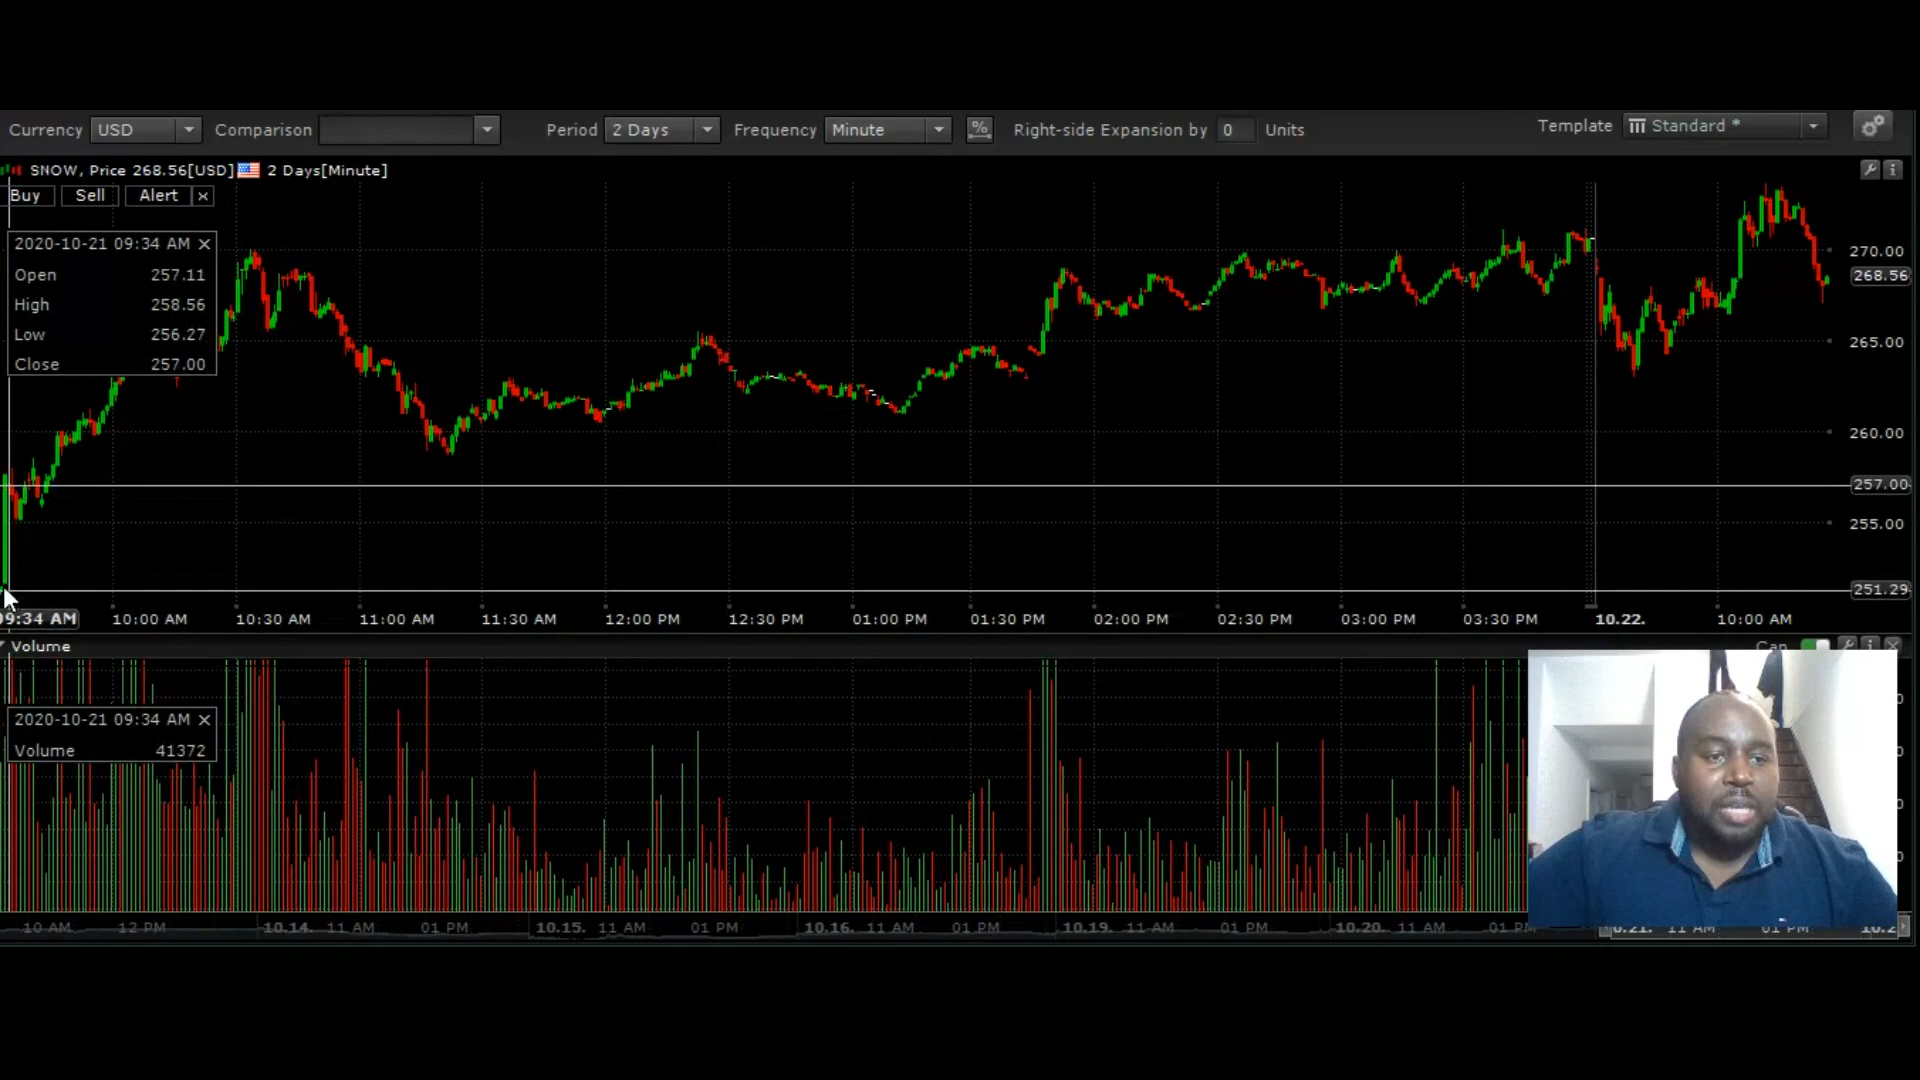 Currency USD Comparison Period 2 Days Frequency Minute % Right-side Expansion by 0 Units Template Standard *
SNOW, Price 268.56[USD] 2 Days[Minute]
Buy Sell Alert ×
2020-10-21 09:34 AM ×
Open 257.11
High 258.56
Low 256.27
Close 257.00
270.00
268.56
265.00
260.00
257.00
255.00
251.29
09:34 AM 10:00 AM 10:30 AM 11:00 AM 11:30 AM 12:00 PM 12:30 PM 01:00 PM 01:30 PM 02:00 PM 02:30 PM 03:00 PM 03:30 PM 10.22. 10:00 AM
Volume
2020-10-21 09:34 AM ×
Volume 41372
10 AM 12 PM 10.14. 11 AM 01 PM 10.15. 11 AM 01 PM 10.16. 11 AM 01 PM 10.19. 11 AM 01 PM 10.20. 11 AM 01 PM 11 AM 01 PM